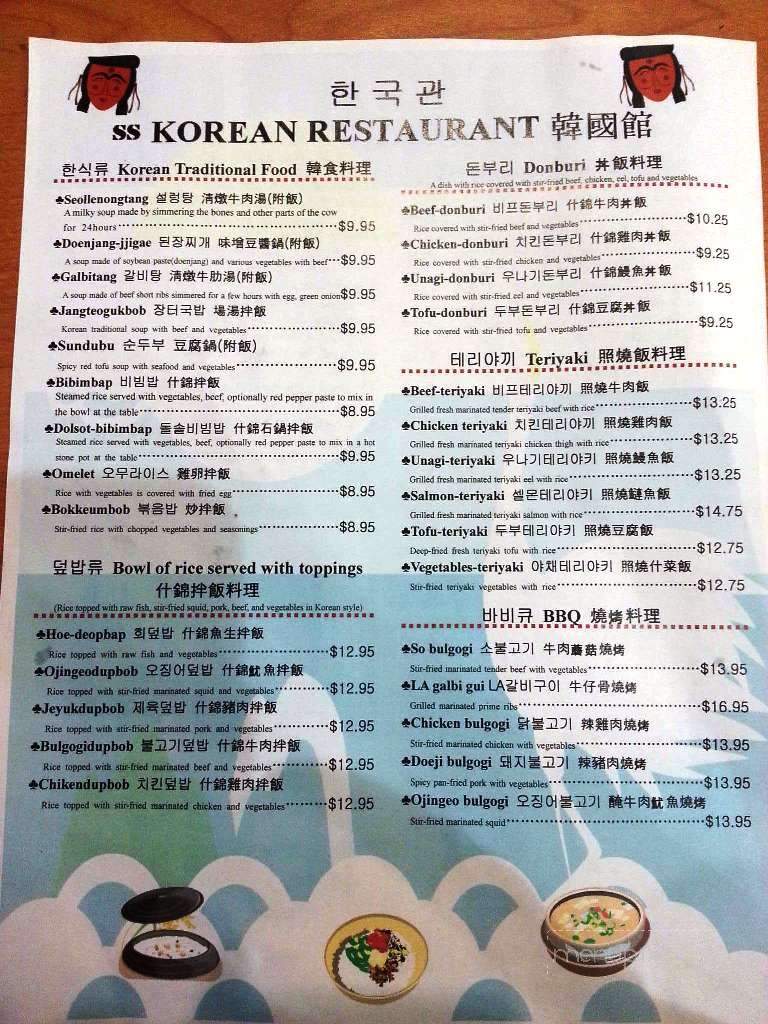 한국관
SS KOREAN RESTAURANT 韓國館
한식류 Korean Traditional Food 韓食料理
♣Seollenongtang 설렁탕 清燉牛肉湯(附飯)
A milky soup made by simmering the bones and other parts of the cow
for 24hours $9.95
♣Doenjang-jjigae 된장찌개 味增豆醬鍋(附飯)
A soup made of soybean paste(doenjang) and various vegetables with beef $9.95
♣Galbitang 갈비탕 清燉牛肋湯(附飯)
A soup made of beef short ribs simmered for a few hours with egg, green onion $9.95
♣Jangteogukbob 장터국밥 場湯拌飯
Korean traditional soup with beef and vegetables $9.95
♣Sundubu 순두부 豆腐鍋(附飯)
Spicy red tofu soup with seafood and vegetables $9.95
♣Bibimbap 비빔밥 什錦拌飯
Steamed rice served with vegetables, beef, optionally red pepper paste to mix in
the bowl at the table $8.95
♣Dolsot-bibimbap 돌솥비빔밥 什錦石鍋拌飯
Steamed rice served with vegetables, beef, optionally red pepper paste to mix in a hot
stone pot at the table $9.95
♣Omelet 오무라이스 雞卵拌飯
Rice with vegetables is covered with fried egg $8.95
♣Bokkeumbob 볶음밥 炒拌飯
Stir-fried rice with chopped vegetables and seasonings $8.95
덮밥류 Bowl of rice served with toppings
什錦拌飯料理
(Rice topped with raw fish, stir-fried squid, pork, beef, and vegetables in Korean style)
♣Hoe-deopbap 회덮밥 什錦魚生拌飯
Rice topped with raw fish and vegetables $12.95
♣Ojingeodupbob 오징어덮밥 什錦魷魚拌飯
Rice topped with stir-fried marinated squid and vegetables $12.95
♣Jeyukdupbob 제육덮밥 什錦豬肉拌飯
Rice topped with stir-fried marinated pork and vegetables $12.95
♣Bulgogidupbob 불고기덮밥 什錦牛肉拌飯
Rice topped with stir-fried marinated beef and vegetables $12.95
♣Chikendupbob 치킨덮밥 什錦雞肉拌飯
Rice topped with stir-fried marinated chicken and vegetables $12.95
돈부리 Donburi 丼飯料理
A dish with rice covered with stir-fried beef, chicken, eel, tofu and vegetables
♣Beef-donburi 비프돈부리 什錦牛肉丼飯
Rice covered with stir-fried beef and vegetables $10.25
♣Chicken-donburi 치킨돈부리 什錦雞肉丼飯
Rice covered with stir-fried chicken and vegetables $9.25
♣Unagi-donburi 우나기돈부리 什錦鰻魚丼飯
Rice covered with stir-fried eel and vegetables $11.25
♣Tofu-donburi 두부돈부리 什錦豆腐丼飯
Rice covered with stir-fried tofu and vegetables $9.25
테리야끼 Teriyaki 照燒飯料理
♣Beef-teriyaki 비프테리야끼 照燒牛肉飯
Grilled fresh marinated tender teriyaki beef with rice $13.25
♣Chicken teriyaki 치킨테리야끼 照燒雞肉飯
Grilled fresh marinated teriyaki chicken thigh with rice $13.25
♣Unagi-teriyaki 우나기테리야키 照燒鰻魚飯
Grilled fresh marinated teriyaki eel with rice $13.25
♣Salmon-teriyaki 셀몬테리야키 照燒鰱魚飯
Grilled fresh marinated teriyaki salmon with rice $14.75
♣Tofu-teriyaki 두부테리야키 照燒豆腐飯
Deep-fried fresh teriyaki tofu with rice $12.75
♣Vegetables-teriyaki 야채테리야키 照燒什菜飯
Stir-fried teriyaki vegetables with rice $12.75
바비큐 BBQ 燒烤料理
♣So bulgogi 소불고기 牛肉蘑菇燒烤
Stir-fried marinated tender beef with vegetables $13.95
♣LA galbi gui LA갈비구이 牛仔骨燒烤
Grilled marinated prime ribs $16.95
♣Chicken bulgogi 닭불고기 辣雞肉燒烤
Stir-fried marinated chicken with vegetables $13.95
♣Doeji bulgogi 돼지불고기 辣豬肉燒烤
Spicy pan-fried pork with vegetables $13.95
♣Ojingeo bulgogi 오징어불고기 醃牛肉魷魚燒烤
Stir-fried marinated squid $13.95